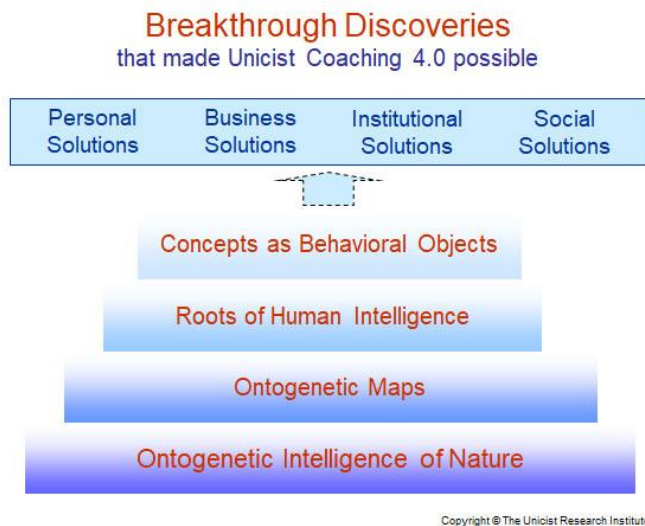 Breakthrough Discoveries
that made Unicist Coaching 4.0 possible
Personal Business Institutional Social
Solutions Solutions Solutions Solutions
Concepts as Behavioral Objects
Roots of Human Intelligence
Ontogenetic Maps
Ontogenetic Intelligence of Nature
Copyright © The Unicist Research Institute